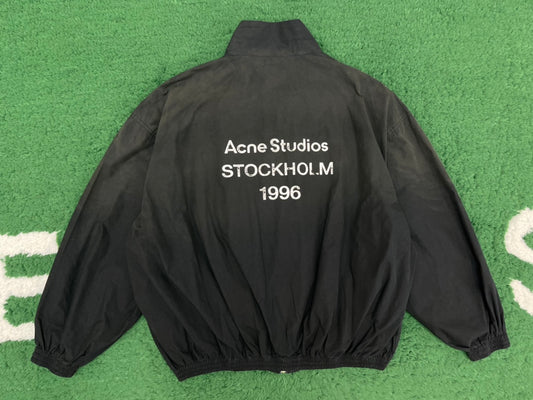 Acne Studios
STOCKHOLM
1996
E
S